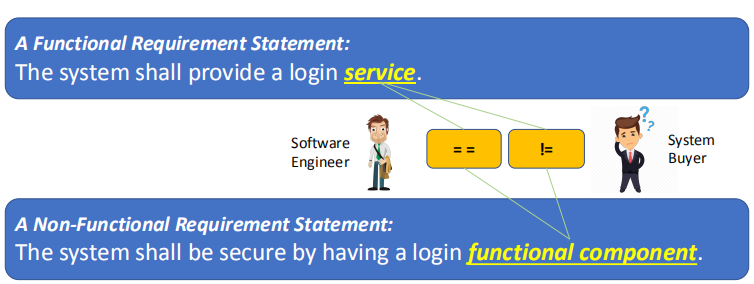 A Functional Requirement Statement:
The system shall provide a login service.
? ?
Software
Engineer
= =
!=
System
Buyer
A Non-Functional Requirement Statement:
The system shall be secure by having a login functional component.